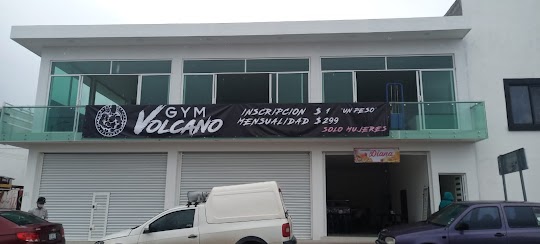 GYM
VOLCANO
INSCRIPCION $ 1 UN PESO
MENSUALIDAD $ 299
SOLO MUJERES
Diana